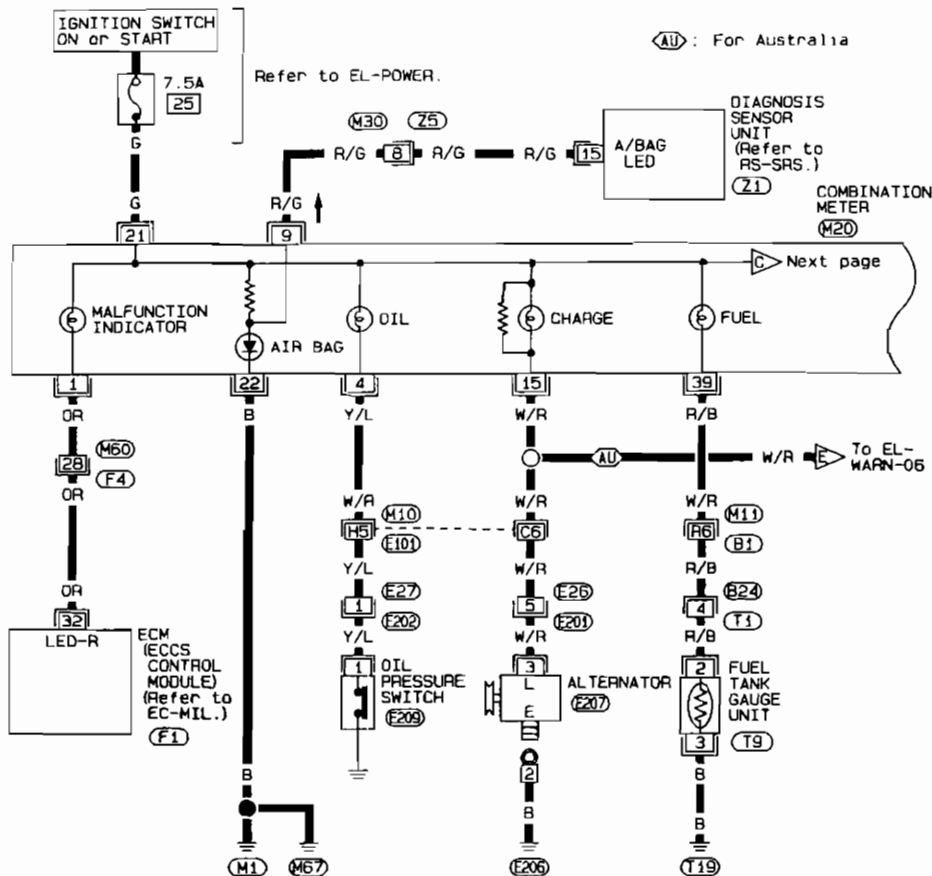 IGNITION SWITCH
ON or START
7.5A
25
Refer to EL-POWER.
AU : For Australia
G
G
M30
Z5
R/G
8
R/G
R/G
15
A/BAG
LED
DIAGNOSIS
SENSOR
UNIT
(Refer to
RS-SRS.)
Z1
R/G
COMBINATION
METER
M20
21
9
C
Next page
MALFUNCTION
INDICATOR
AIR BAG
OIL
CHARGE
FUEL
1
22
4
15
39
OR
B
Y/L
W/R
R/B
M60
28
F4
OR
AU
W/R
E
To EL-
WARN-06
W/R
W/R
W/R
M10
M11
H5
C6
R6
E101
B1
Y/L
W/R
R/B
E27
E26
B24
1
5
4
E202
E201
T1
OR
Y/L
W/R
R/B
32
LED-R
ECM
(ECCS
CONTROL
MODULE)
(Refer to
EC-MIL.)
F1
1
OIL
PRESSURE
SWITCH
E209
3
L
E
ALTERNATOR
E207
2
FUEL
TANK
GAUGE
UNIT
3
T9
2
B
B
B
B
M1
M67
E206
T19